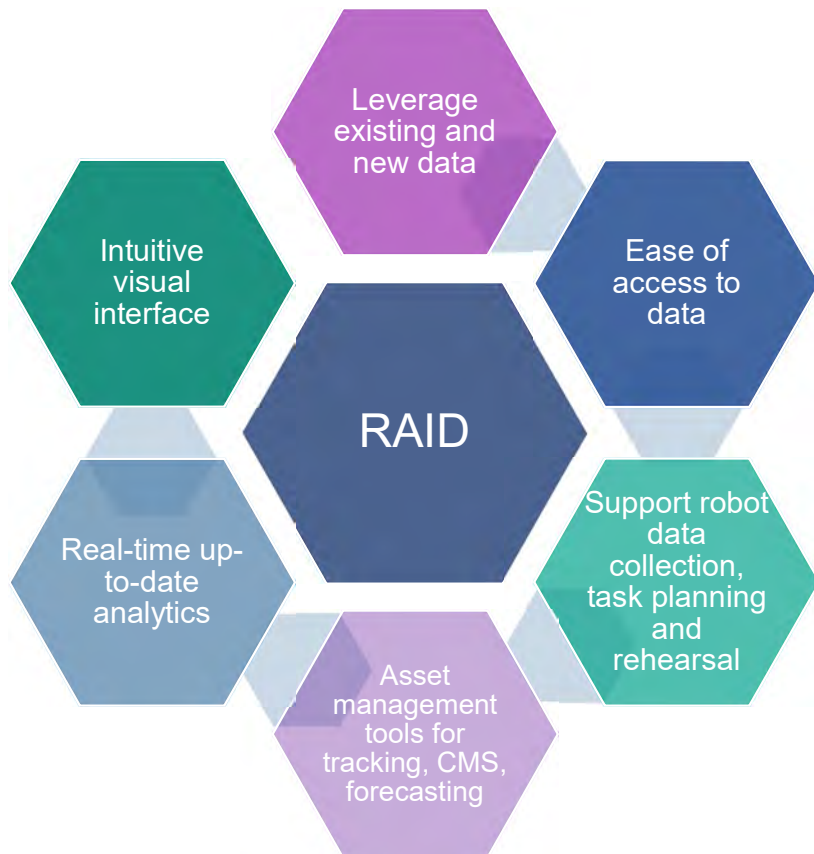 Leverage
existing and
new data
Intuitive
visual
interface
Ease of
access to
data
RAID
Real-time up-
to-date
analytics
Support robot
data
collection,
task planning
and
rehearsal
Asset
management
tools for
tracking, CMS,
forecasting